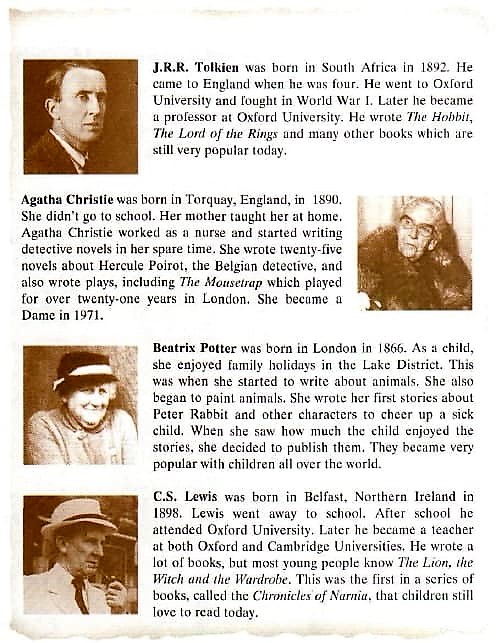 J.R.R. Tolkien was born in South Africa in 1892. He
came to England when he was four. He went to Oxford
University and fought in World War I. Later he became
a professor at Oxford University. He wrote The Hobbit,
The Lord of the Rings and many other books which are
still very popular today.
Agatha Christie was born in Torquay, England, in 1890.
She didn't go to school. Her mother taught her at home.
Agatha Christie worked as a nurse and started writing
detective novels in her spare time. She wrote twenty-five
novels about Hercule Poirot, the Belgian detective, and
also wrote plays, including The Mousetrap which played
for over twenty-one years in London. She became a
Dame in 1971.
Beatrix Potter was born in London in 1866. As a child,
she enjoyed family holidays in the Lake District. This
was when she started to write about animals. She also
began to paint animals. She wrote her first stories about
Peter Rabbit and other characters to cheer up a sick
child. When she saw how much the child enjoyed the
stories, she decided to publish them. They became very
popular with children all over the world.
C.S. Lewis was born in Belfast, Northern Ireland in
1898. Lewis went away to school. After school he
attended Oxford University. Later he became a teacher
at both Oxford and Cambridge Universities. He wrote a
lot of books, but most young people know The Lion, the
Witch and the Wardrobe. This was the first in a series of
books, called the Chronicles of Narnia, that children still
love to read today.